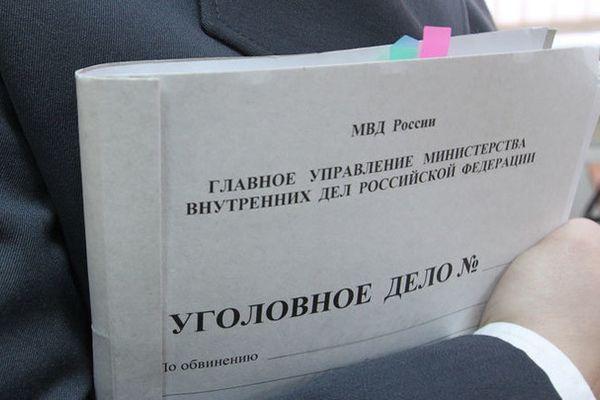 МВД России
ГЛАВНОЕ УПРАВЛЕНИЕ МИНИСТЕРСТВА
ВНУТРЕННИХ ДЕЛ РОССИЙСКОЙ ФЕДЕРАЦИИ
УГОЛОВНОЕ ДЕЛО №
По обвинению